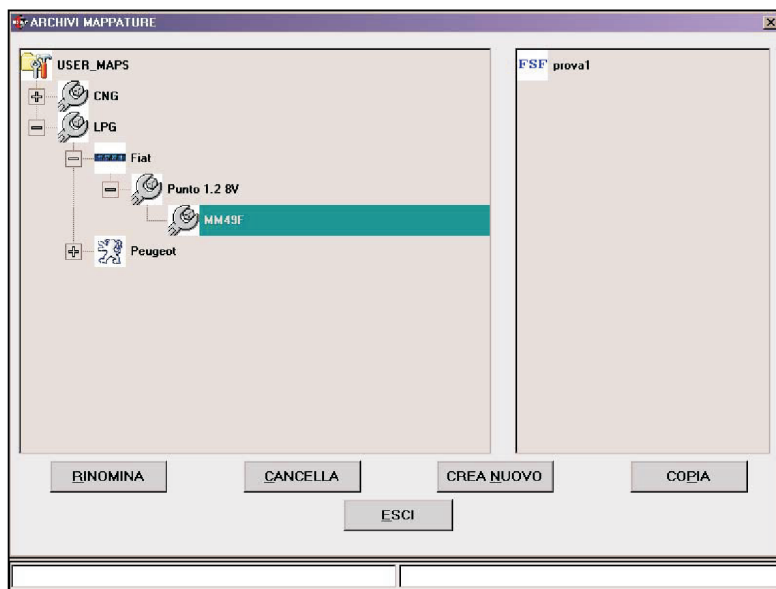 ARCHIVI MAPPATURE
USER_MAPS
CNG
LPG
Fiat
Punto 1.2 8V
MM49F
Peugeot
FSF prova1
RINOMINA
CANCELLA
CREA NUOVO
COPIA
ESCI